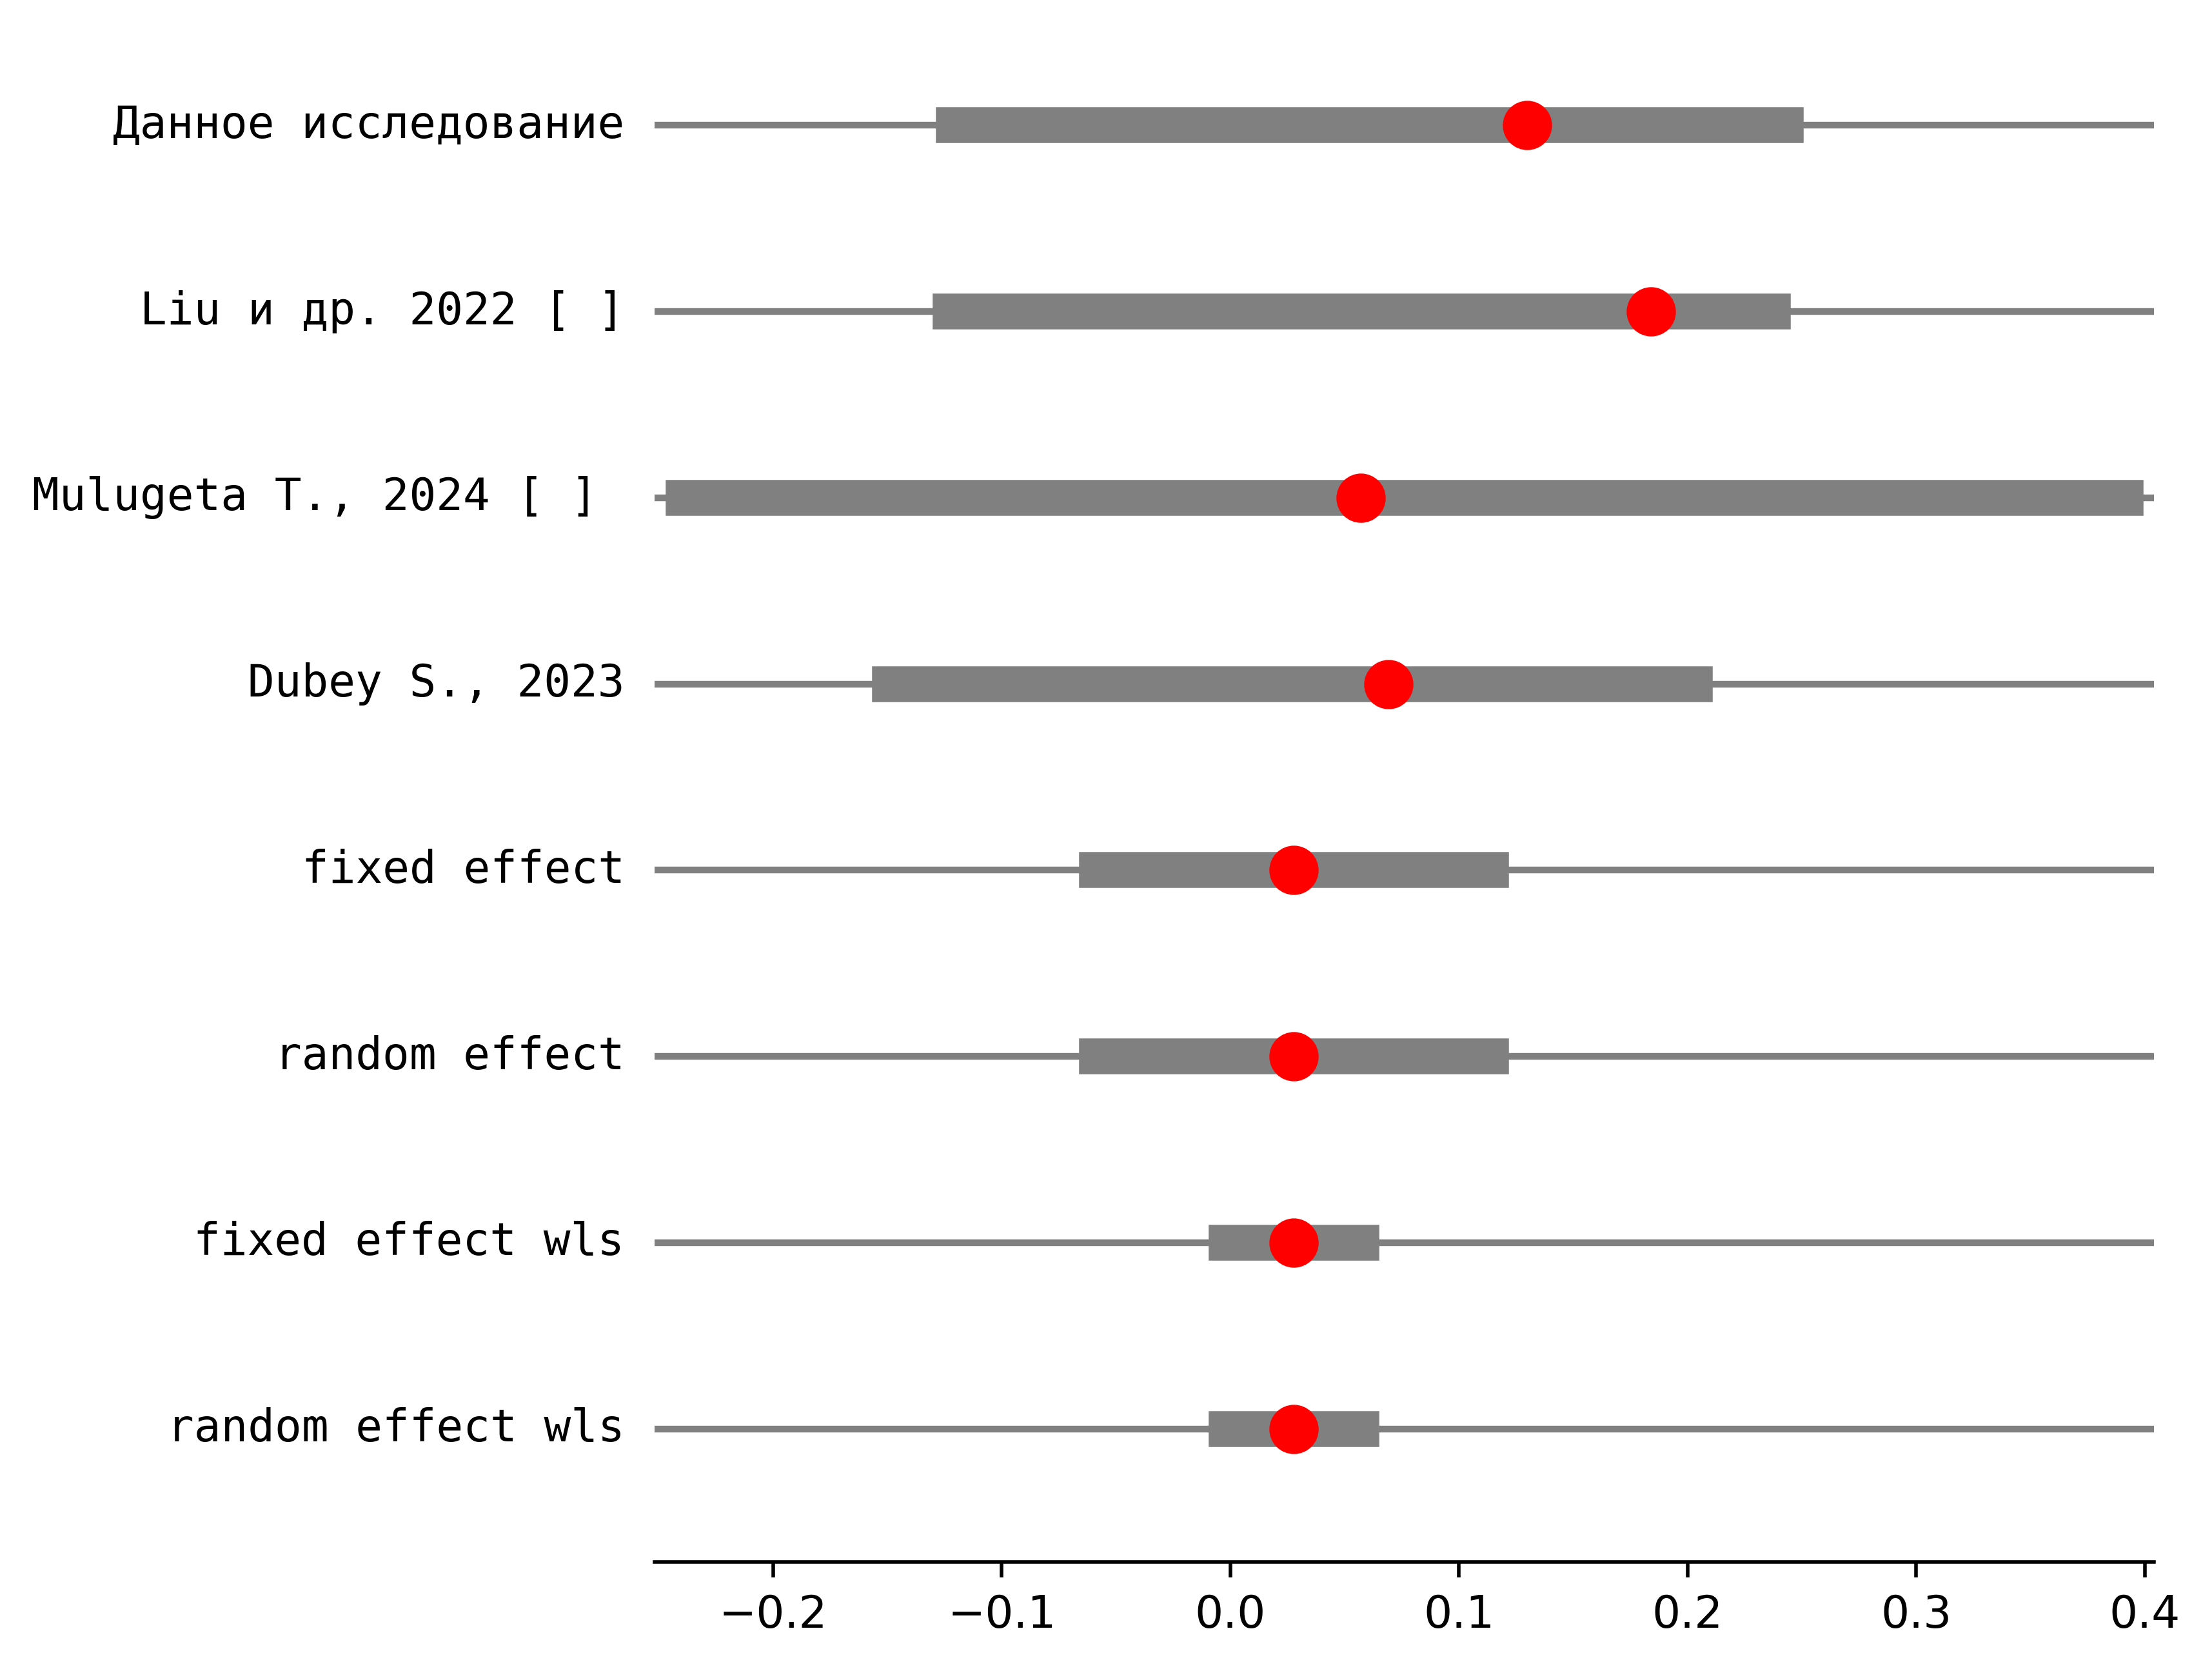 Данное исследование
Liu и др. 2022 [ ]
Mulugeta T., 2024 [ ]
Dubey S., 2023
fixed effect
random effect
fixed effect wls
random effect wls
−0.2 −0.1 0.0 0.1 0.2 0.3 0.4